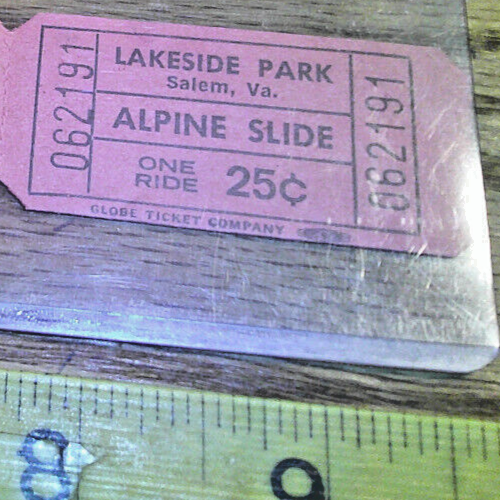 062191
LAKESIDE PARK
Salem, Va.
ALPINE SLIDE
ONE
RIDE
25¢
GLOBE TICKET COMPANY
062191
8
9